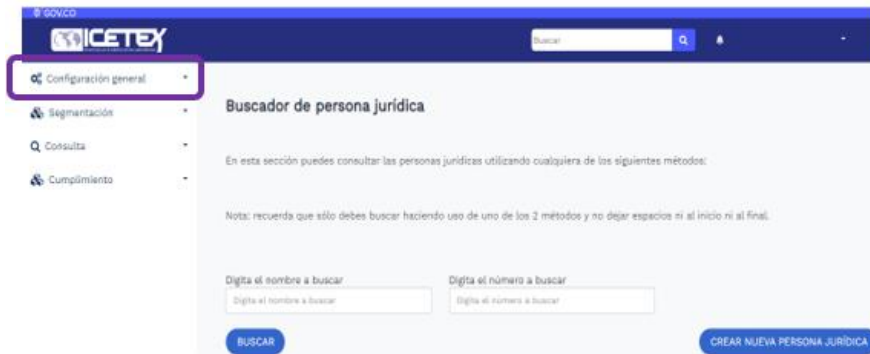 GOV.CO
ICETEX
Buscar
Configuración general
Segmentación
Consulta
Cumplimiento
Buscador de persona jurídica
En esta sección puedes consultar las personas jurídicas utilizando cualquiera de los siguientes métodos:
Nota: recuerda que sólo debes buscar haciendo uso de uno de los 2 métodos y no dejar espacios ni al inicio ni al final.
Digita el nombre a buscar
Digita el número a buscar
Digita el nombre a buscar
Digita el número a buscar
BUSCAR
CREAR NUEVA PERSONA JURÍDICA